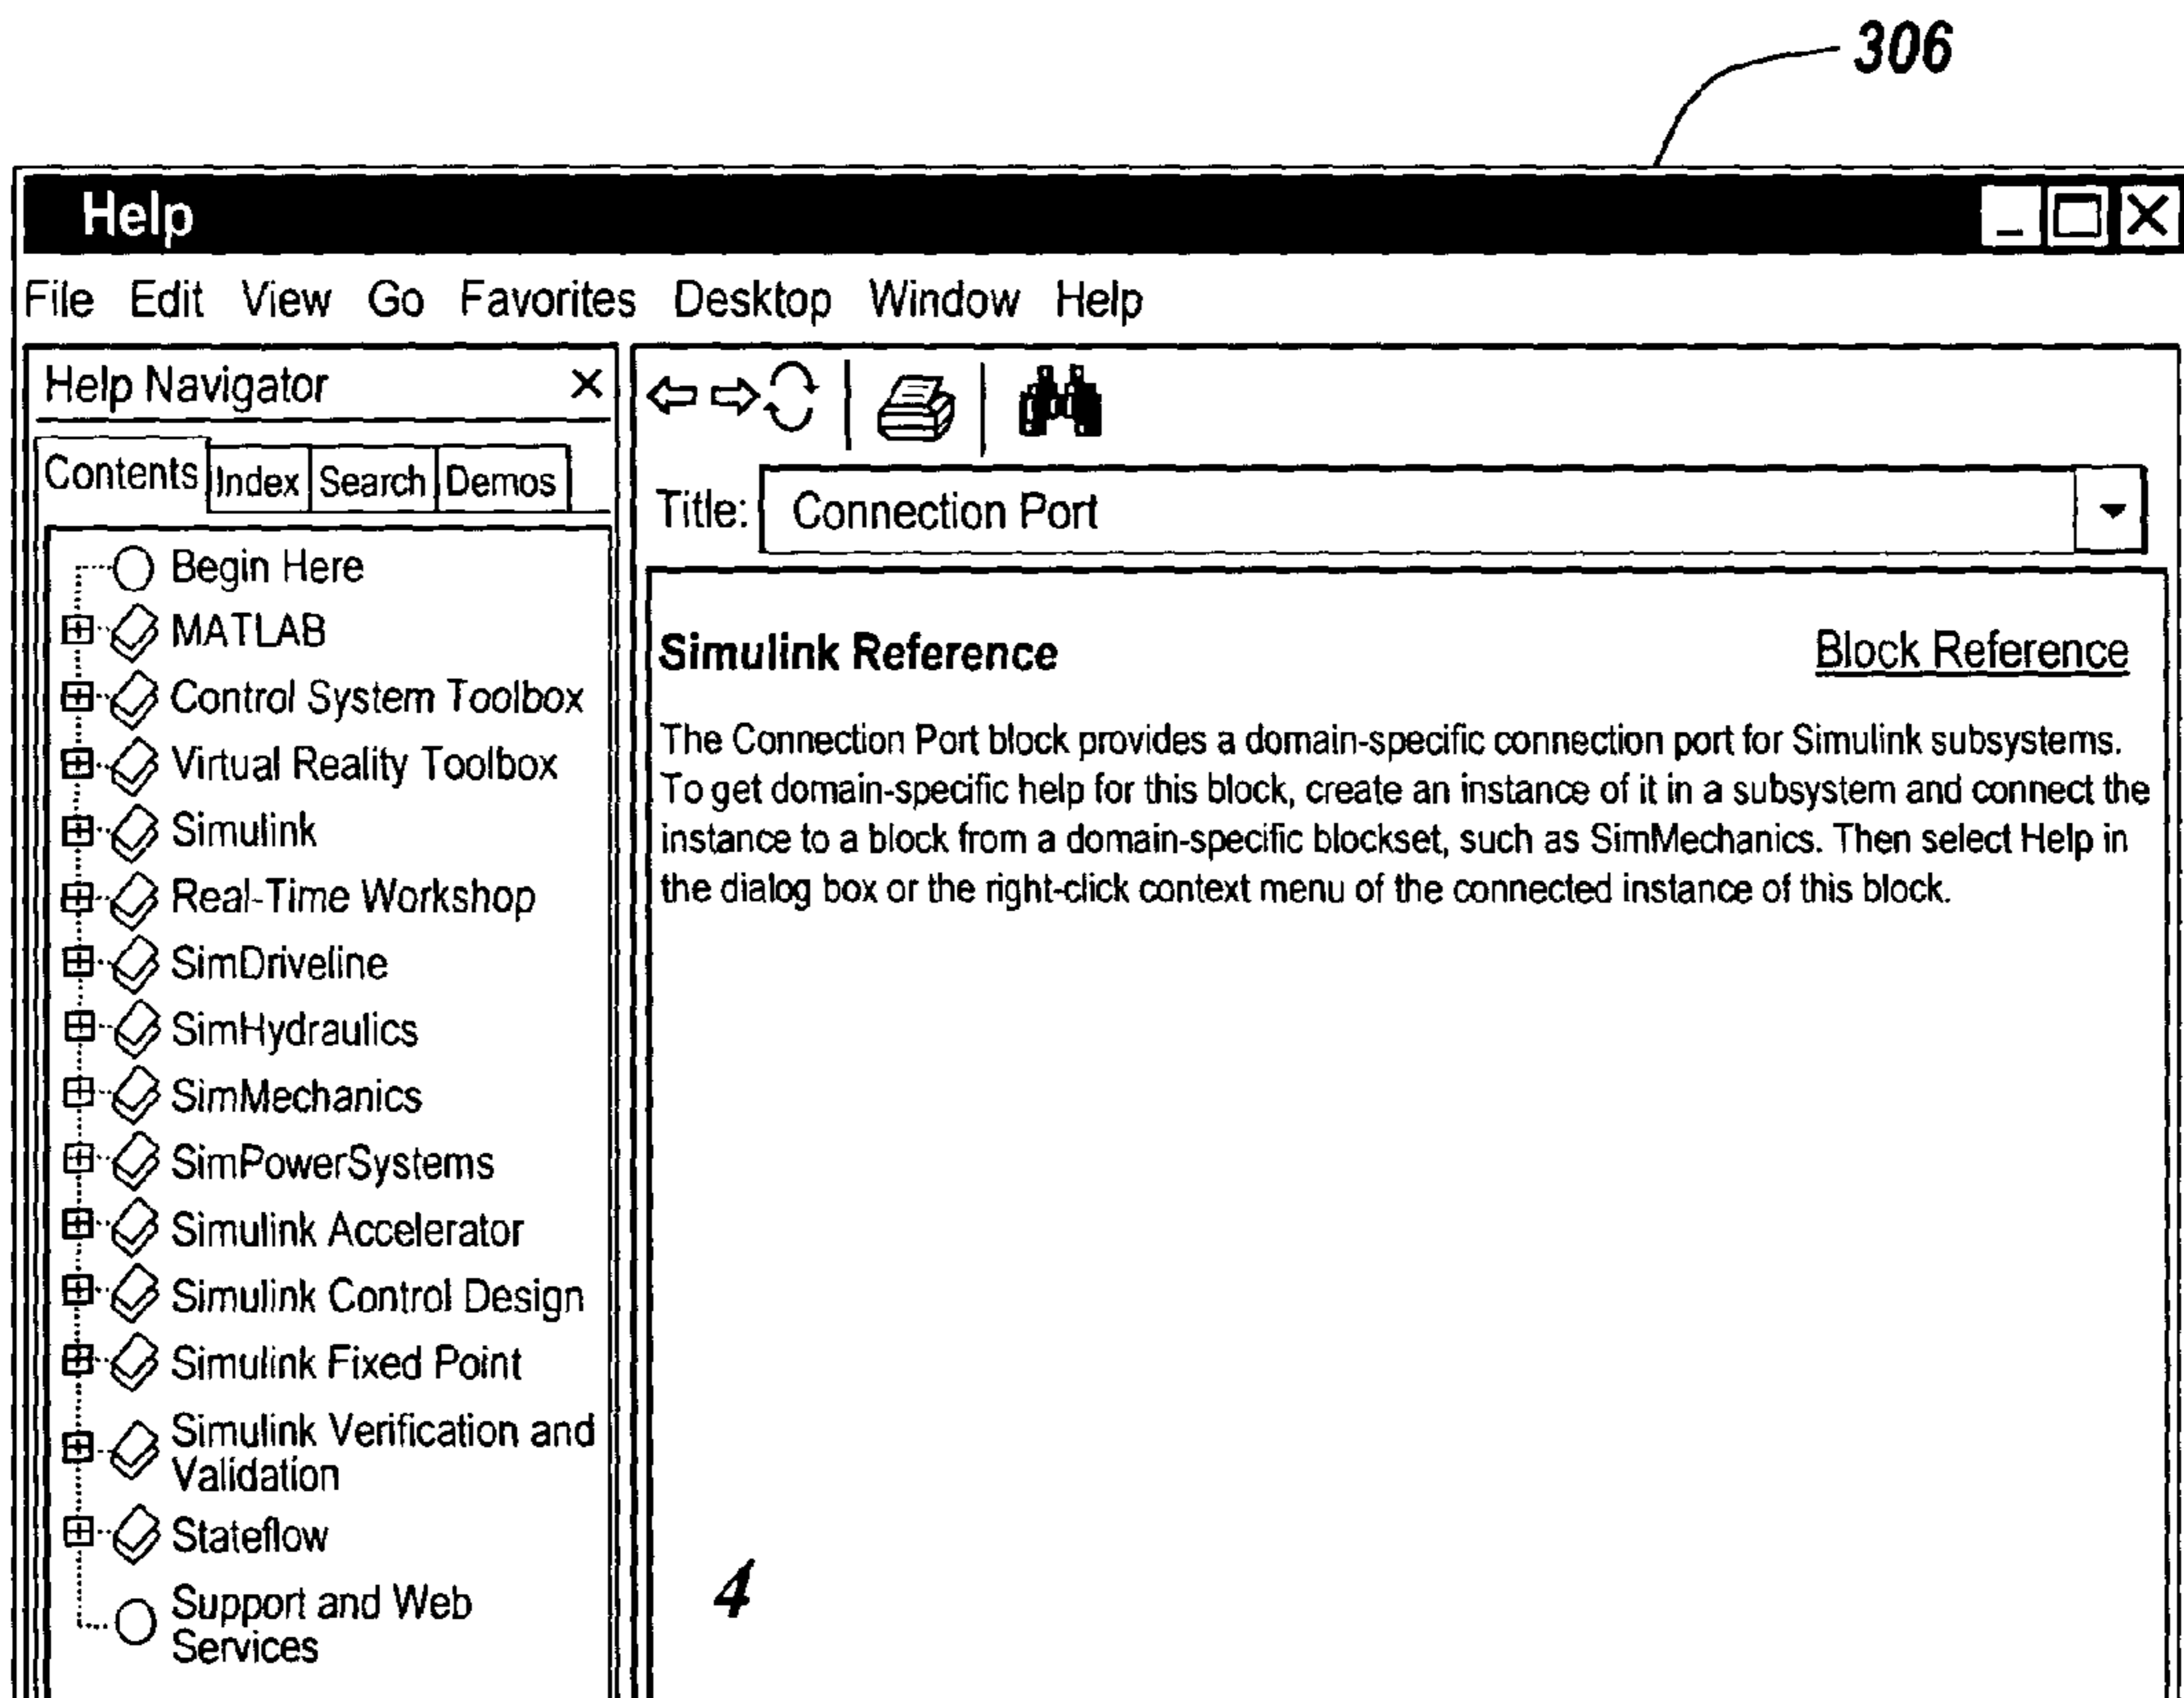 306
Help
File Edit View Go Favorites Desktop Window Help
Help Navigator
Contents Index Search Demos
Begin Here
MATLAB
Control System Toolbox
Virtual Reality Toolbox
Simulink
Real-Time Workshop
SimDriveline
SimHydraulics
SimMechanics
SimPowerSystems
Simulink Accelerator
Simulink Control Design
Simulink Fixed Point
Simulink Verification and
Validation
Stateflow
Support and Web
Services
Title: Connection Port
Simulink Reference
Block Reference
The Connection Port block provides a domain-specific connection port for Simulink subsystems.
To get domain-specific help for this block, create an instance of it in a subsystem and connect the
instance to a block from a domain-specific blockset, such as SimMechanics. Then select Help in
the dialog box or the right-click context menu of the connected instance of this block.
4